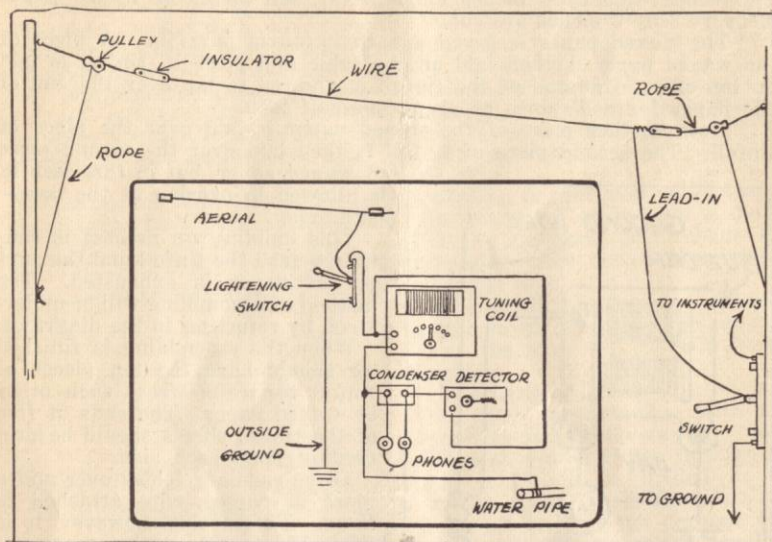 PULLEY
INSULATOR
WIRE
ROPE
ROPE
LEAD-IN
AERIAL
LIGHTENING
SWITCH
TUNING
COIL
TO INSTRUMENTS
CONDENSER
DETECTOR
OUTSIDE
GROUND
PHONES
SWITCH
WATER PIPE
TO GROUND